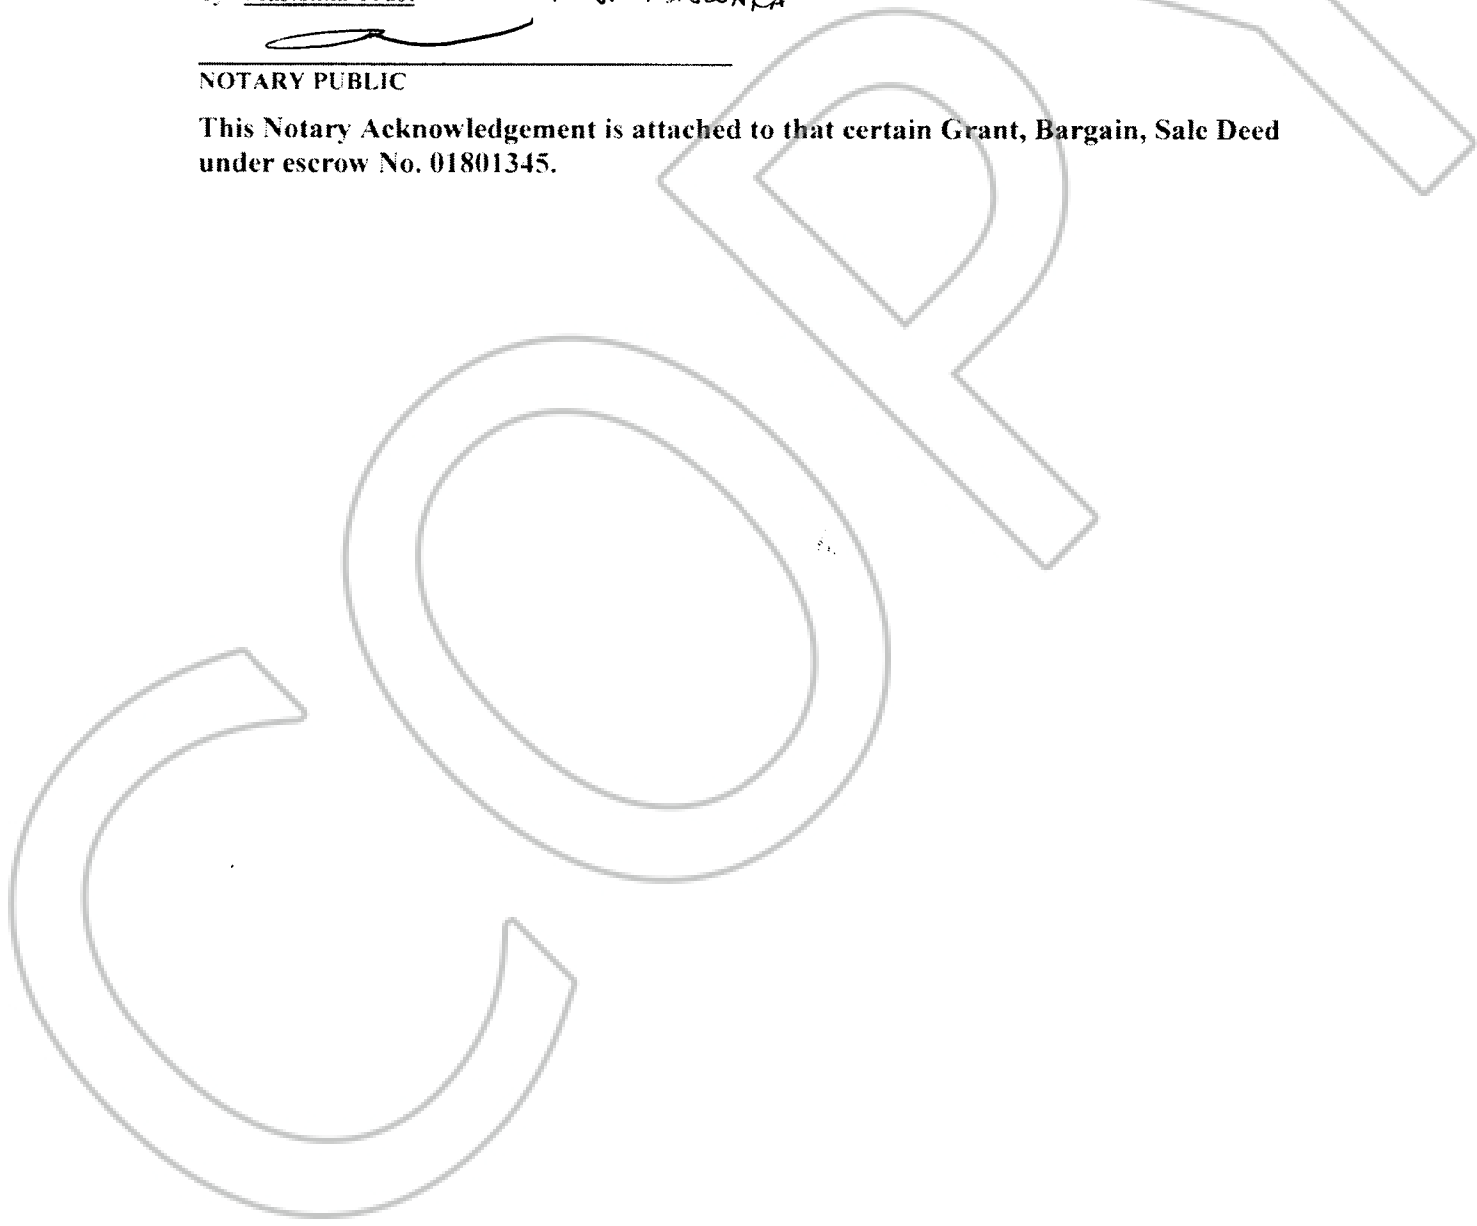 NOTARY PUBLIC
This Notary Acknowledgement is attached to that certain Grant, Bargain, Sale Deed
under escrow No. 01801345.
COPY